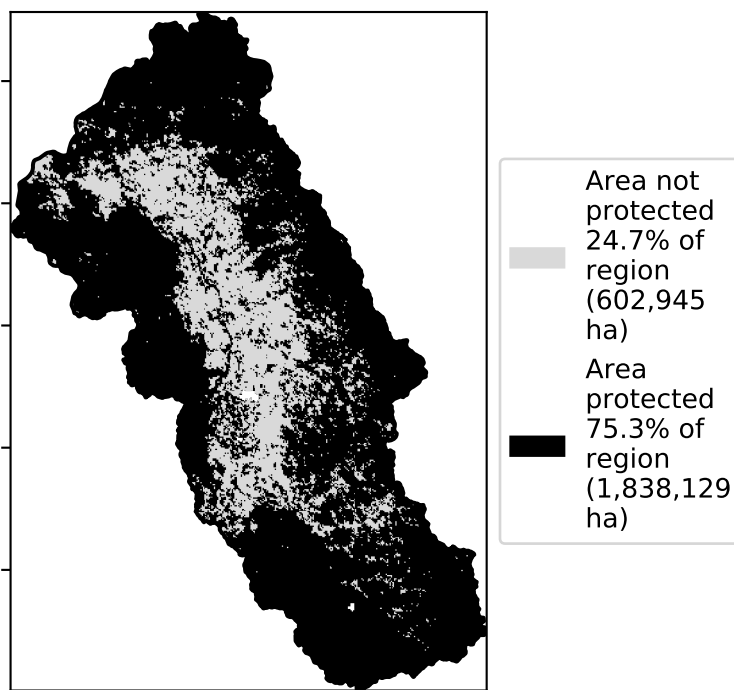 Area not
protected
24.7% of
region
(602,945
ha)
Area
protected
75.3% of
region
(1,838,129
ha)